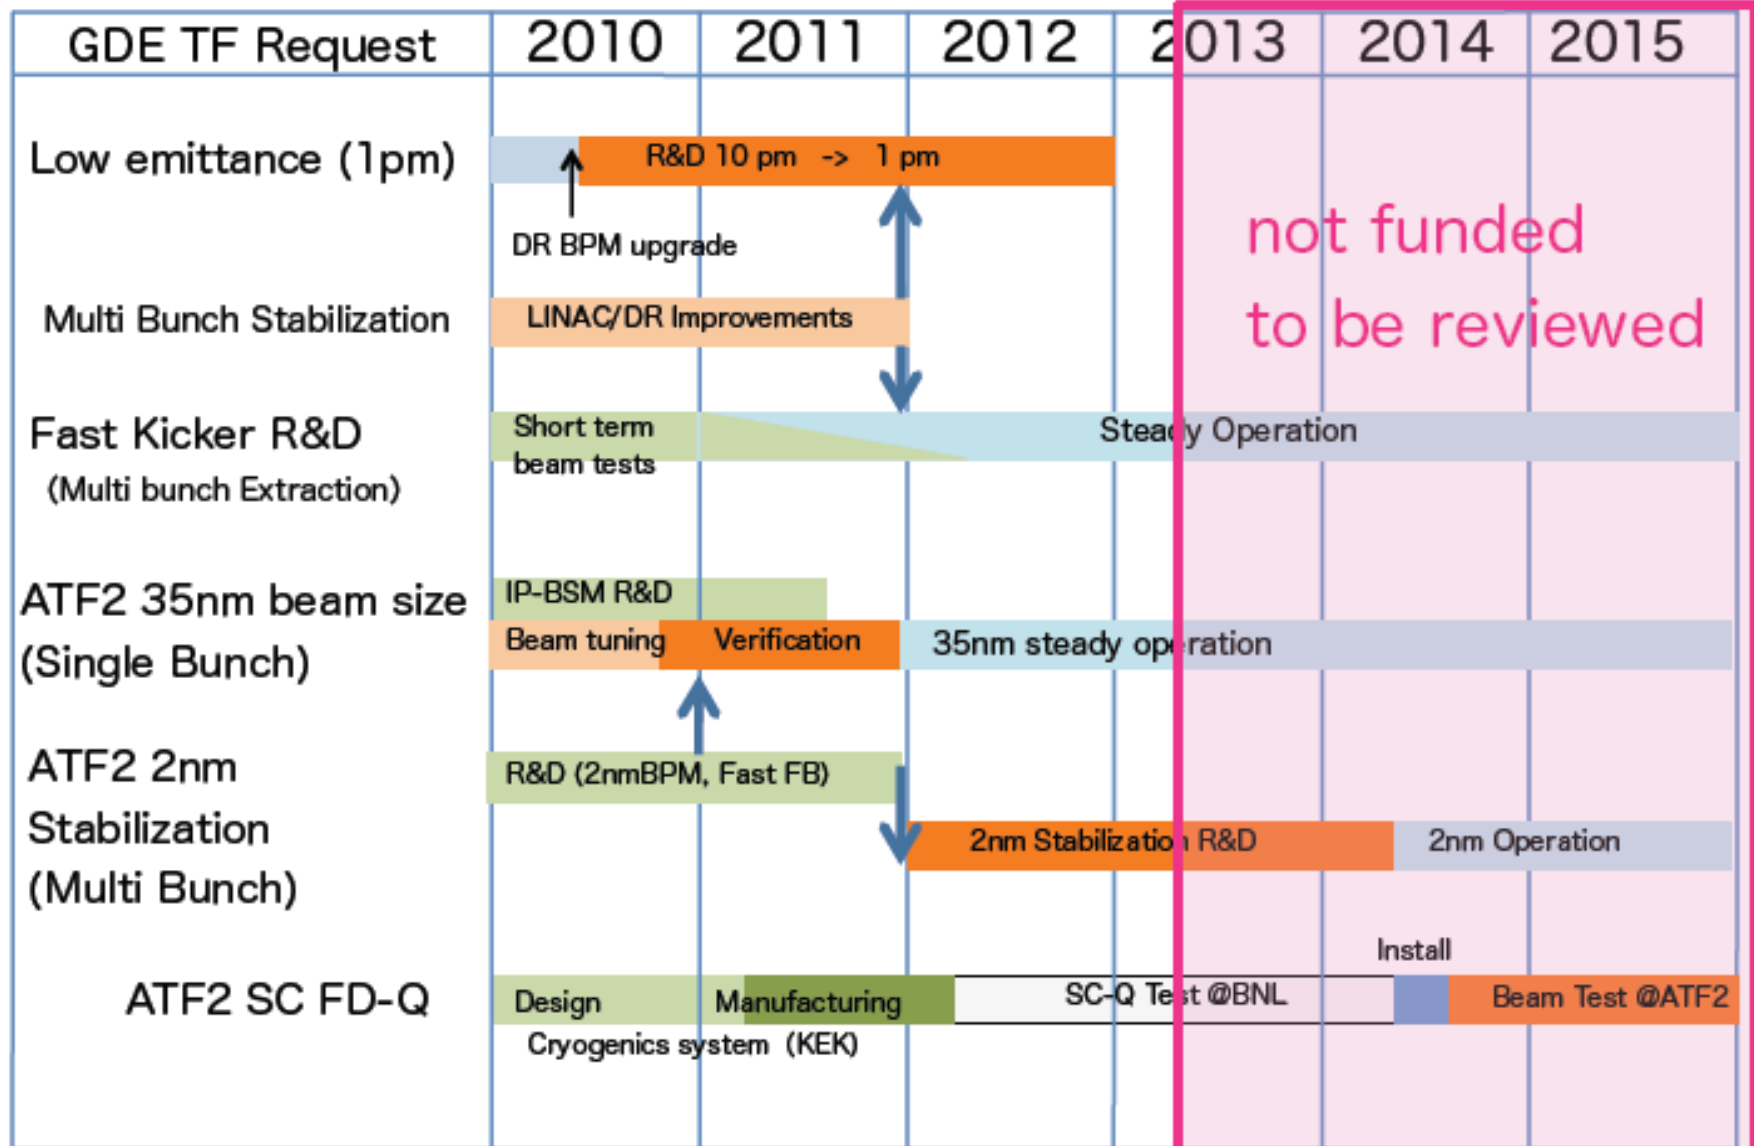 GDE TF Request 2010 2011 2012 2013 2014 2015
Low emittance (1pm)
R&D 10 pm -> 1 pm
DR BPM upgrade
not funded
to be reviewed
Multi Bunch Stabilization
LINAC/DR Improvements
Fast Kicker R&D
(Multi bunch Extraction)
Short term
beam tests
Steady Operation
ATF2 35nm beam size
(Single Bunch)
IP-BSM R&D
Beam tuning
Verification
35nm steady operation
ATF2 2nm
Stabilization
(Multi Bunch)
R&D (2nmBPM, Fast FB)
2nm Stabilization R&D
2nm Operation
Install
ATF2 SC FD-Q
Design
Manufacturing
SC-Q Test @BNL
Beam Test @ATF2
Cryogenics system (KEK)